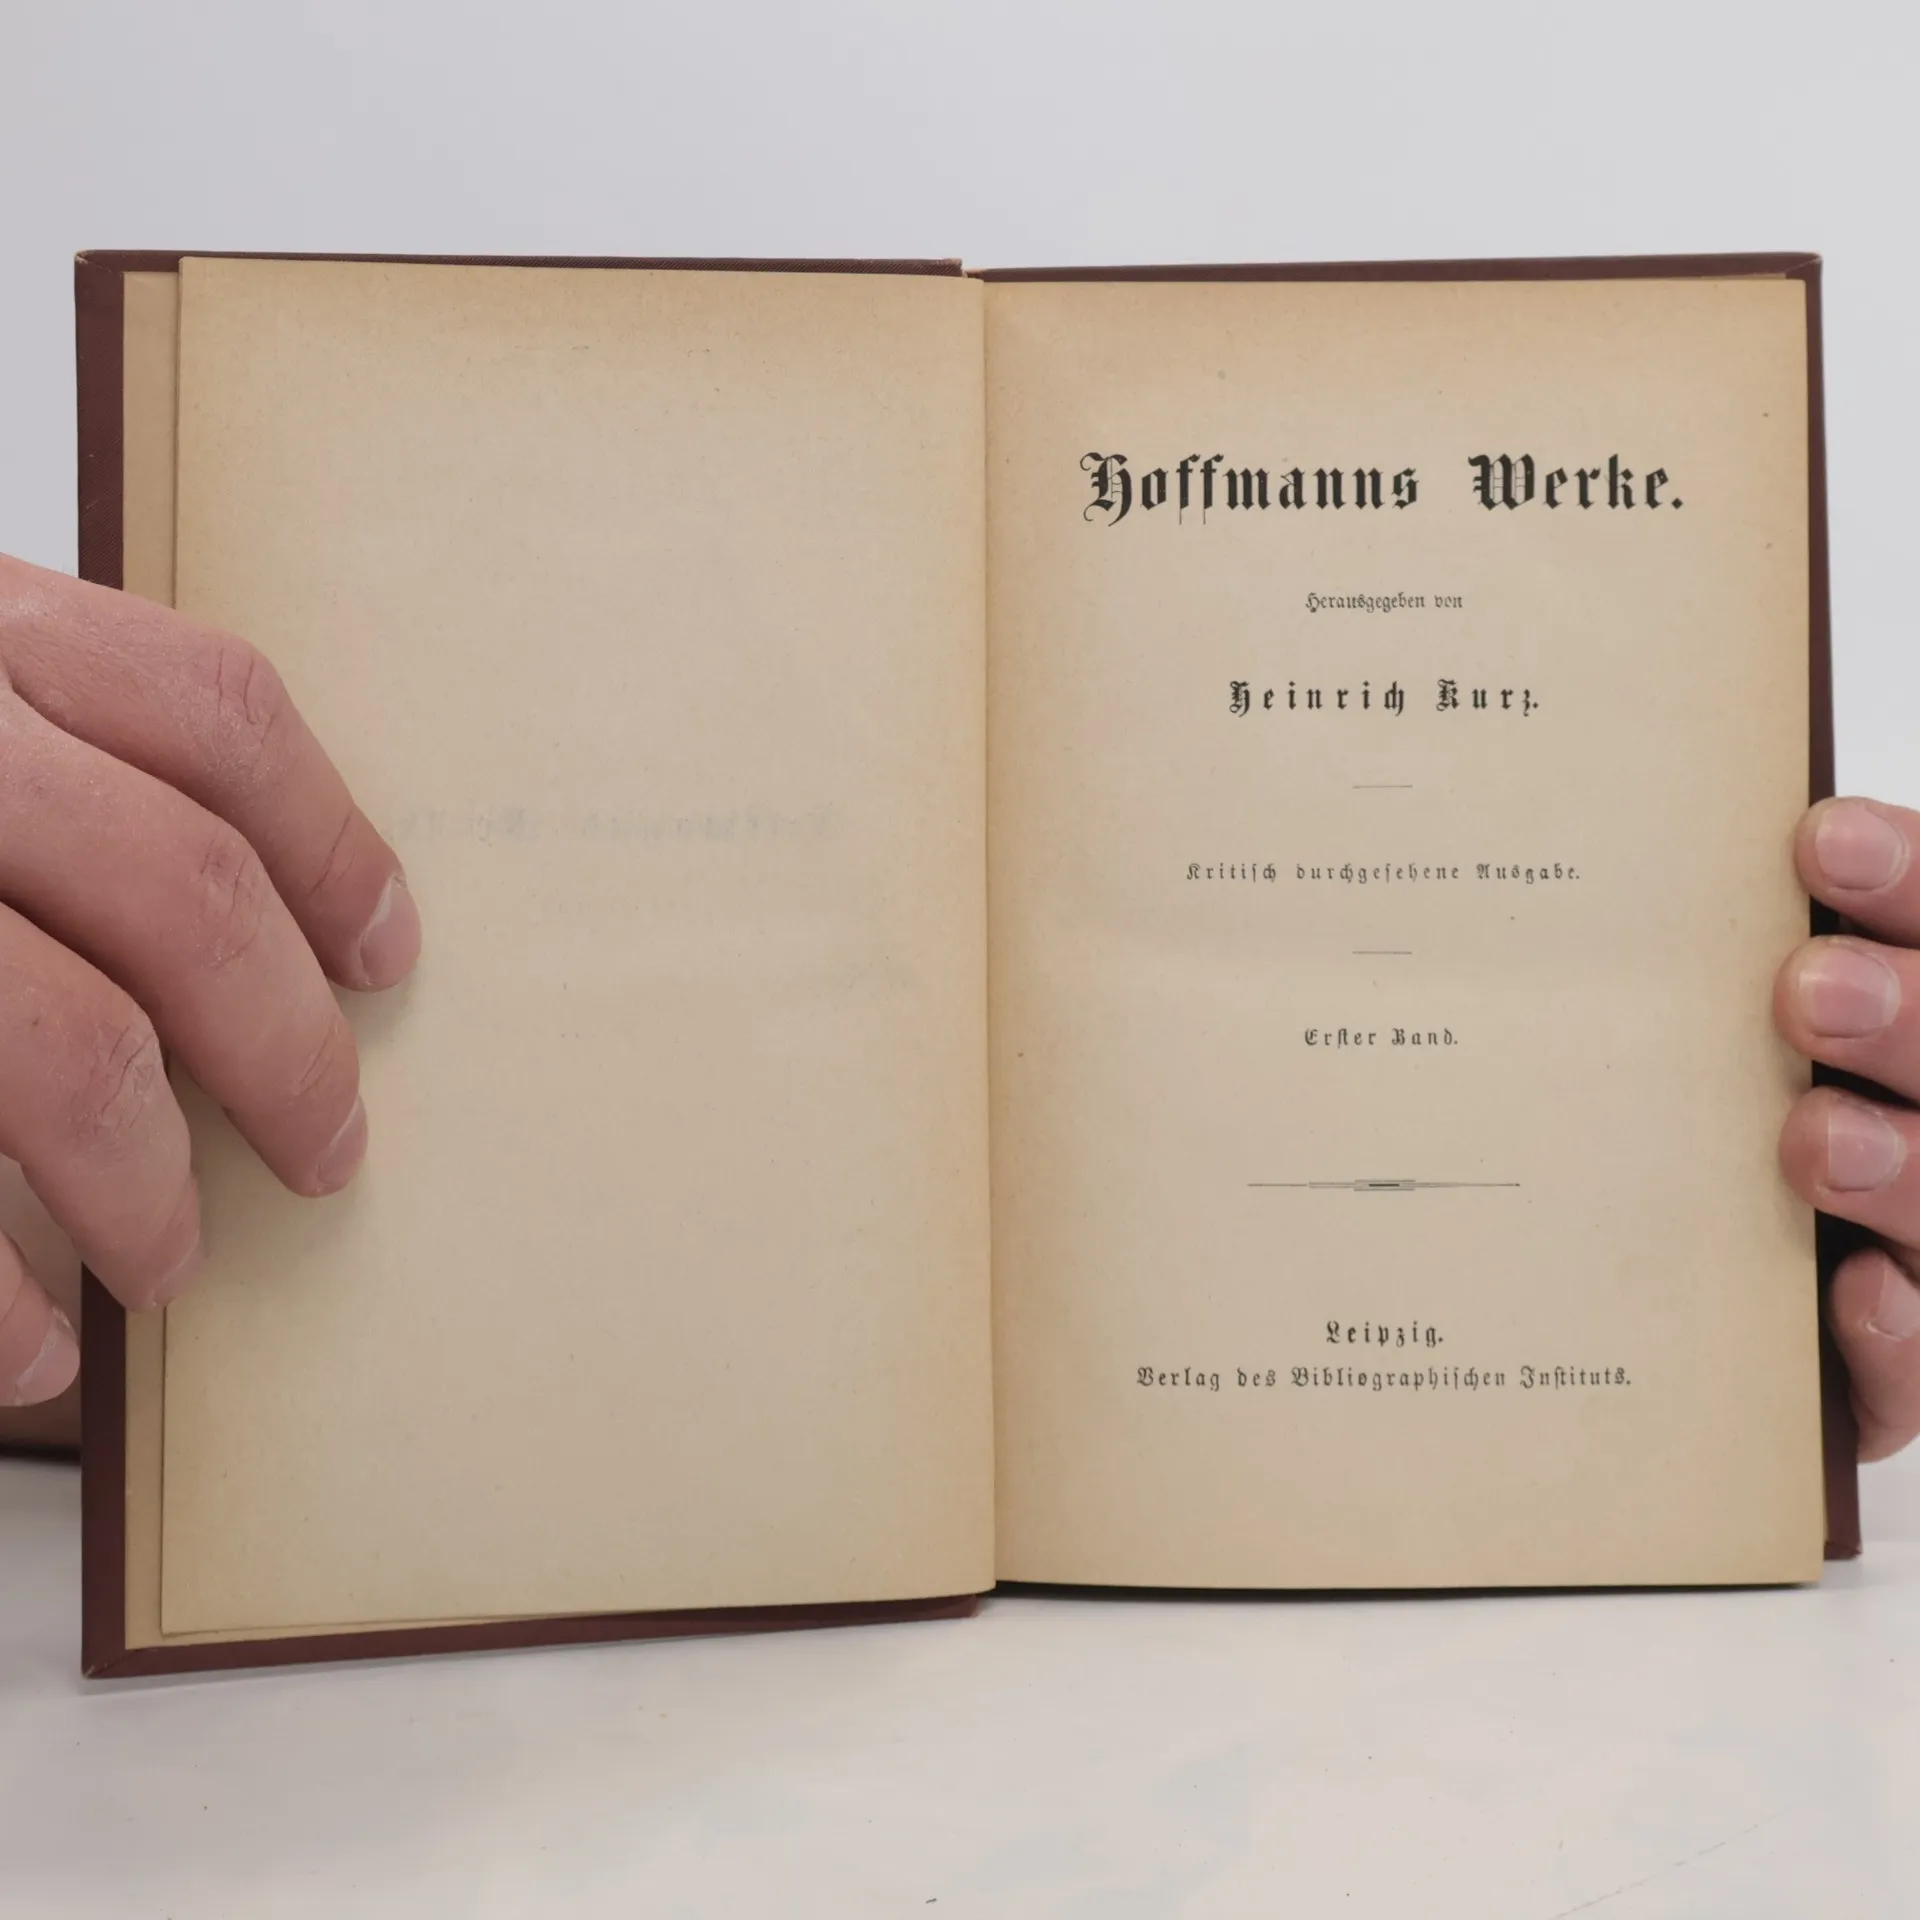 Hoffmanns Werke.
Herausgegeben von
Heinrich Kurz.
Kritisch durchgesehene Ausgabe.
Erster Band.
Leipzig.
Verlag des Bibliographischen Instituts.